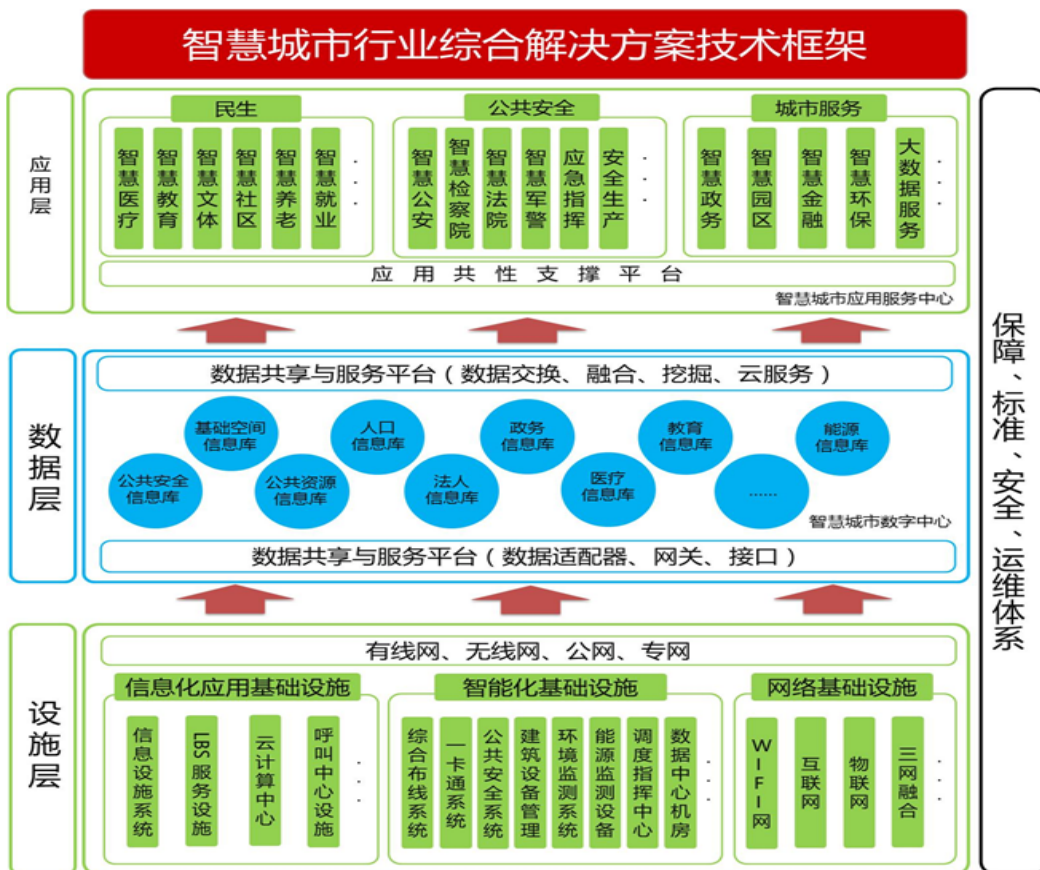 智慧城市行业综合解决方案技术框架
应用层
民生
智慧医疗
智慧教育
智慧文体
智慧社区
智慧养老
智慧就业
···
公共安全
智慧公安
智慧检察院
智慧法院
智慧军警
应急指挥
安全生产
···
城市服务
智慧政务
智慧园区
智慧金融
智慧环保
大数据服务
···
应用共性支撑平台
智慧城市应用服务中心
数据层
数据共享与服务平台（数据交换、融合、挖掘、云服务）
基础空间
信息库
人口
信息库
政务
信息库
教育
信息库
能源
信息库
公共安全
信息库
公共资源
信息库
法人
信息库
医疗
信息库
……
智慧城市数字中心
数据共享与服务平台（数据适配器、网关、接口）
设施层
有线网、无线网、公网、专网
信息化应用基础设施
信息设施系统
LBS服务设施
云计算中心
呼叫中心设施
···
智能化基础设施
综合布线系统
一卡通系统
公共安全系统
建筑设备管理
环境监测系统
能源监测设备
调度指挥中心
数据中心机房
···
网络基础设施
WIFI网
互联网
物联网
三网融合
···
保障、标准、安全、运维体系